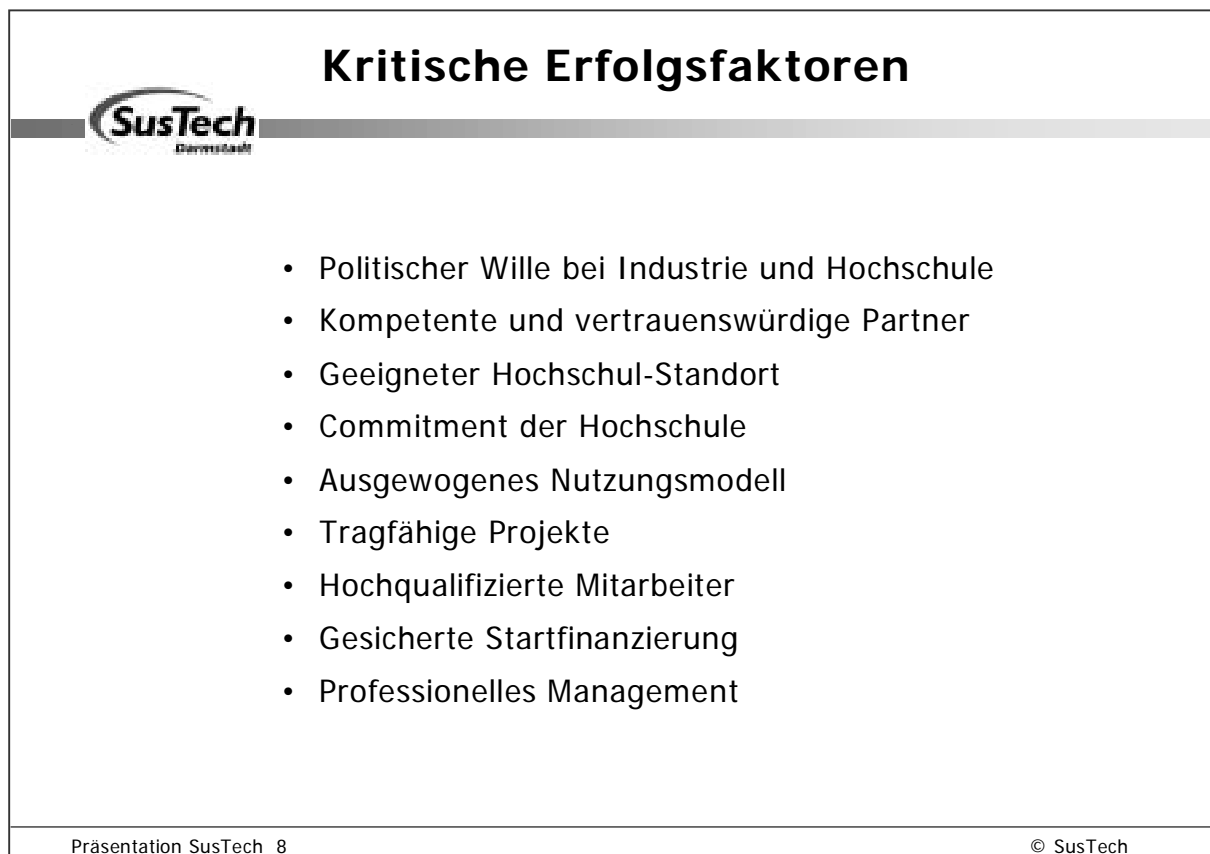 Kritische Erfolgsfaktoren
SusTech
Darmstadt
• Politischer Wille bei Industrie und Hochschule
• Kompetente und vertrauenswürdige Partner
• Geeigneter Hochschul-Standort
• Commitment der Hochschule
• Ausgewogenes Nutzungsmodell
• Tragfähige Projekte
• Hochqualifizierte Mitarbeiter
• Gesicherte Startfinanzierung
• Professionelles Management
Präsentation SusTech 8 © SusTech